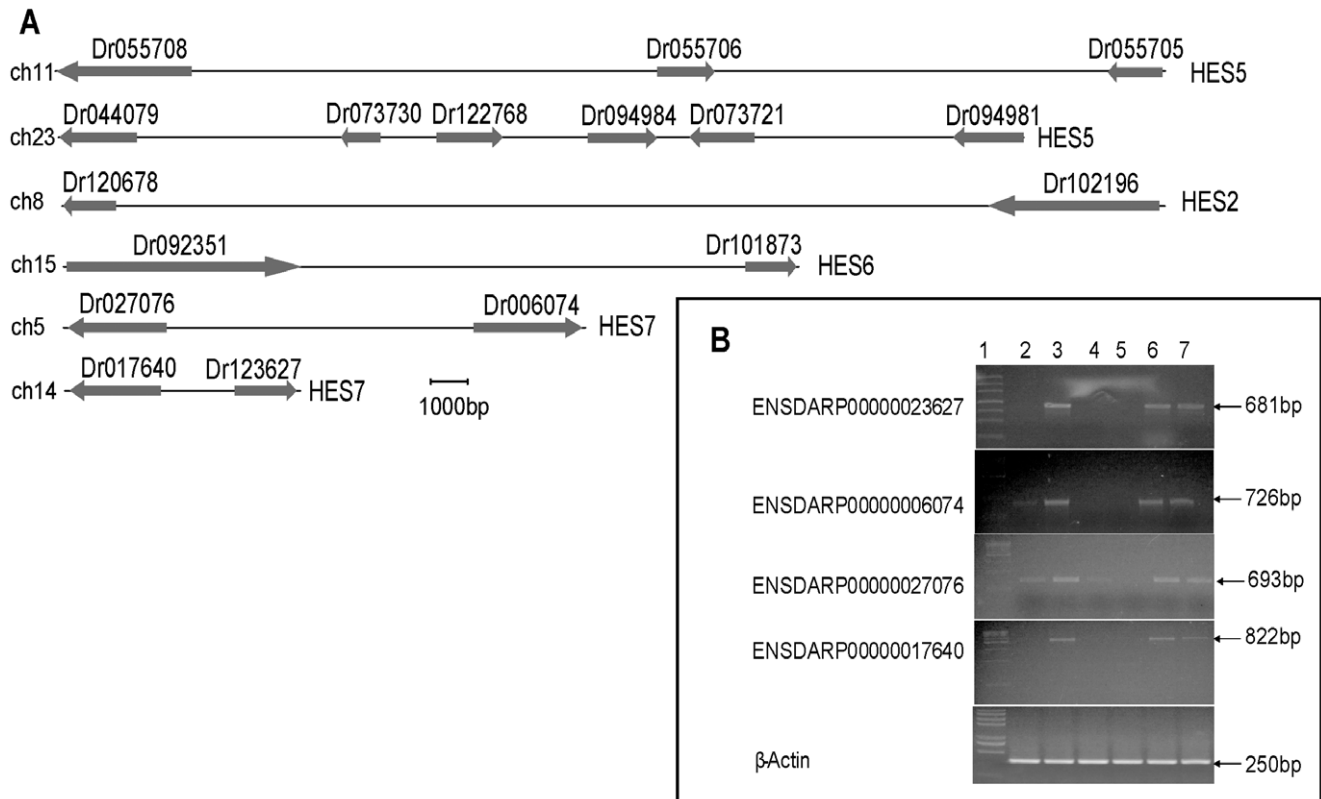 A
Dr055708 Dr055706 Dr055705
ch11 HES5
Dr044079 Dr073730 Dr122768 Dr094984 Dr073721 Dr094981
ch23 HES5
Dr120678 Dr102196
ch8 HES2
Dr092351 Dr101873
ch15 HES6
Dr027076 Dr006074
ch5 HES7
Dr017640 Dr123627
ch14 HES7
1000bp
B
1 2 3 4 5 6 7
ENSDARP00000023627 681bp
ENSDARP00000006074 726bp
ENSDARP00000027076 693bp
ENSDARP00000017640 822bp
β-Actin 250bp